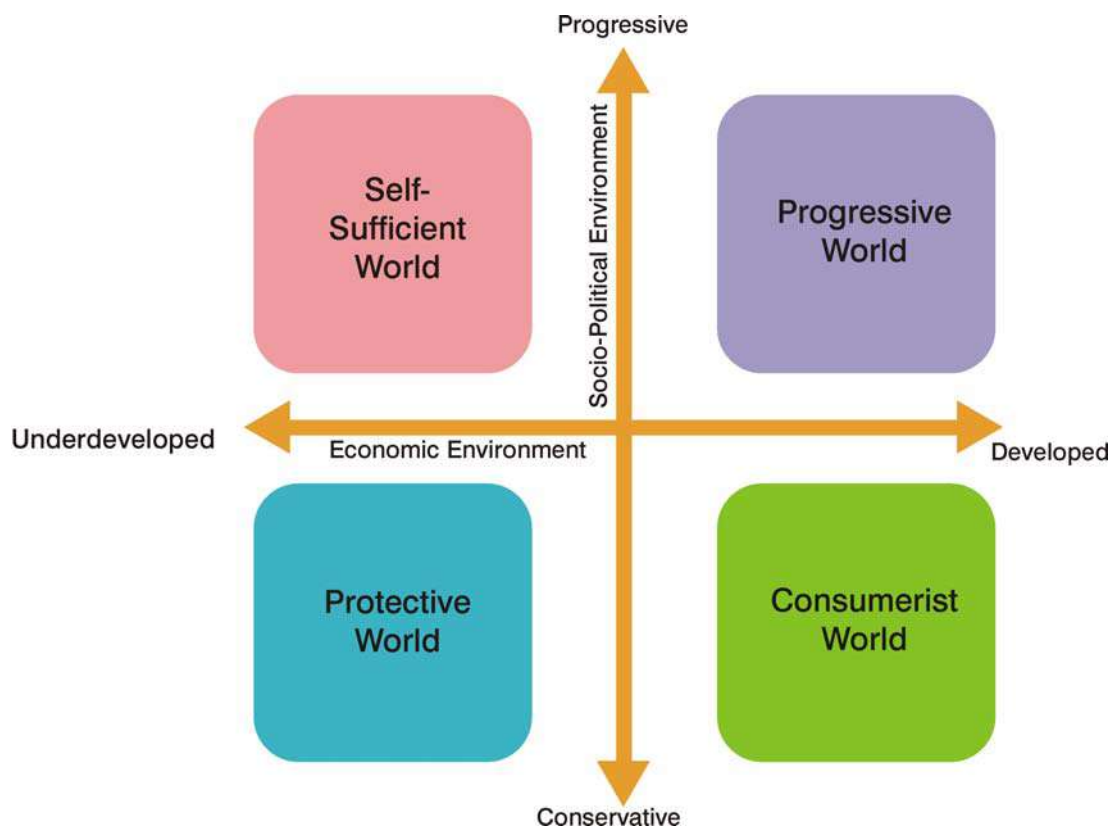 Progressive
Self-
Sufficient
World
Socio-Political Environment
Progressive
World
Underdeveloped
Economic Environment
Developed
Protective
World
Consumerist
World
Conservative